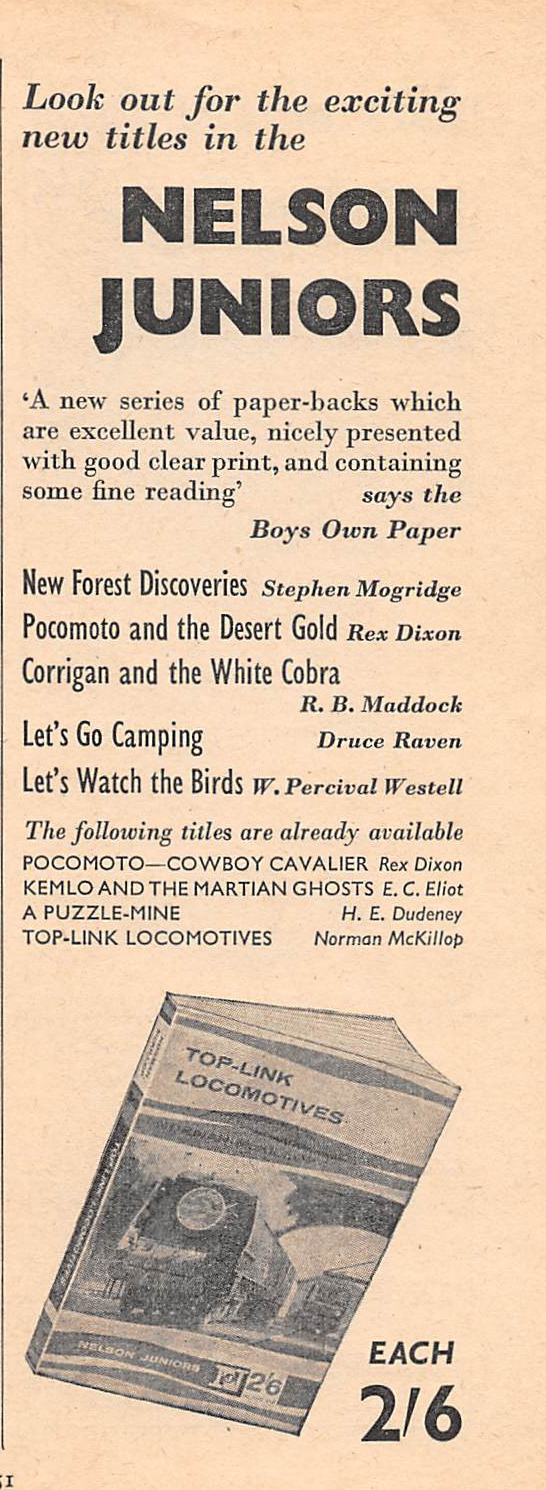 Look out for the exciting
new titles in the
NELSON
JUNIORS
‘A new series of paper-backs which
are excellent value, nicely presented
with good clear print, and containing
some fine reading’ says the
Boys Own Paper
New Forest Discoveries Stephen Mogridge
Pocomoto and the Desert Gold Rex Dixon
Corrigan and the White Cobra
R. B. Maddock
Let's Go Camping Druce Raven
Let's Watch the Birds W. Percival Westell
The following titles are already available
POCOMOTO—COWBOY CAVALIER Rex Dixon
KEMLO AND THE MARTIAN GHOSTS E. C. Eliot
A PUZZLE-MINE H. E. Dudeney
TOP-LINK LOCOMOTIVES Norman McKillop
TOP-LINK
LOCOMOTIVES
NELSON JUNIORS 2/6
EACH
2/6